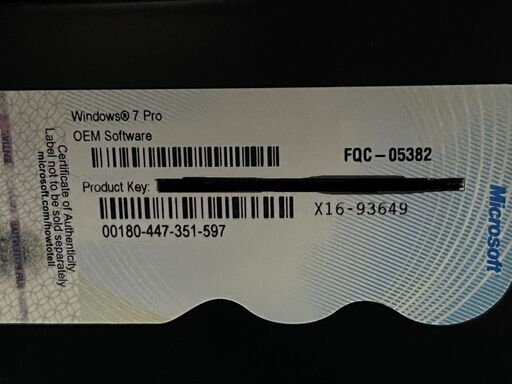 Windows® 7 Pro
OEM Software
FQC-05382
Product Key:
X16-93649
00180-447-351-597
Certificate of Authenticity
Label not to be sold separately
microsoft.com/howtotell
Microsoft